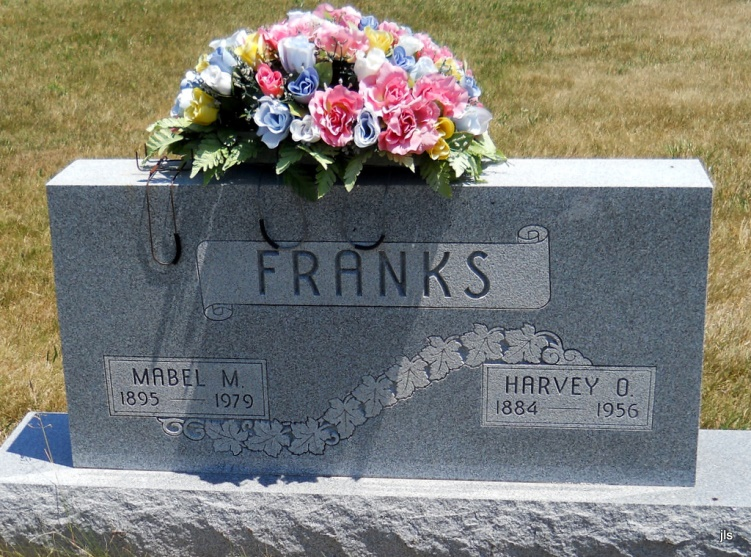 FRANKS
MABEL M.
1895 — 1979
HARVEY O.
1884 — 1956
jls